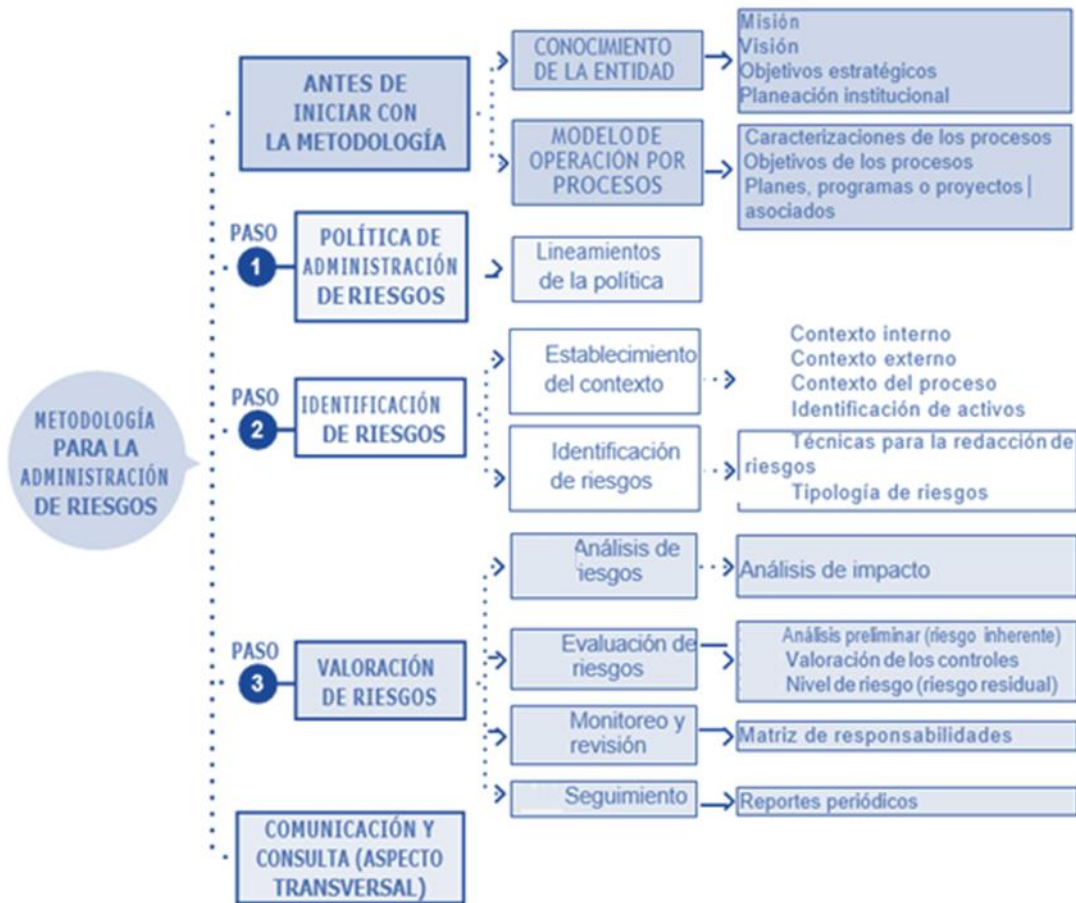 METODOLOGÍA
PARA LA
ADMINISTRACIÓN
DE RIESGOS
ANTES DE
INICIAR CON
LA METODOLOGÍA
CONOCIMIENTO
DE LA ENTIDAD
Misión
Visión
Objetivos estratégicos
Planeación institucional
MODELO DE
OPERACIÓN POR
PROCESOS
Caracterizaciones de los procesos
Objetivos de los procesos
Planes, programas o proyectos
asociados
PASO
1
POLÍTICA DE
ADMINISTRACIÓN
DE RIESGOS
Lineamientos
de la política
PASO
2
IDENTIFICACIÓN
DE RIESGOS
Establecimiento
del contexto
Contexto interno
Contexto externo
Contexto del proceso
Identificación de activos
Identificación
de riesgos
Técnicas para la redacción de
riesgos
Tipología de riesgos
PASO
3
VALORACIÓN
DE RIESGOS
Análisis de
riesgos
Análisis de impacto
Evaluación de
riesgos
Análisis preliminar (riesgo inherente)
Valoración de los controles
Nivel de riesgo (riesgo residual)
Monitoreo y
revisión
Matriz de responsabilidades
Seguimiento
Reportes periódicos
COMUNICACIÓN Y
CONSULTA (ASPECTO
TRANSVERSAL)